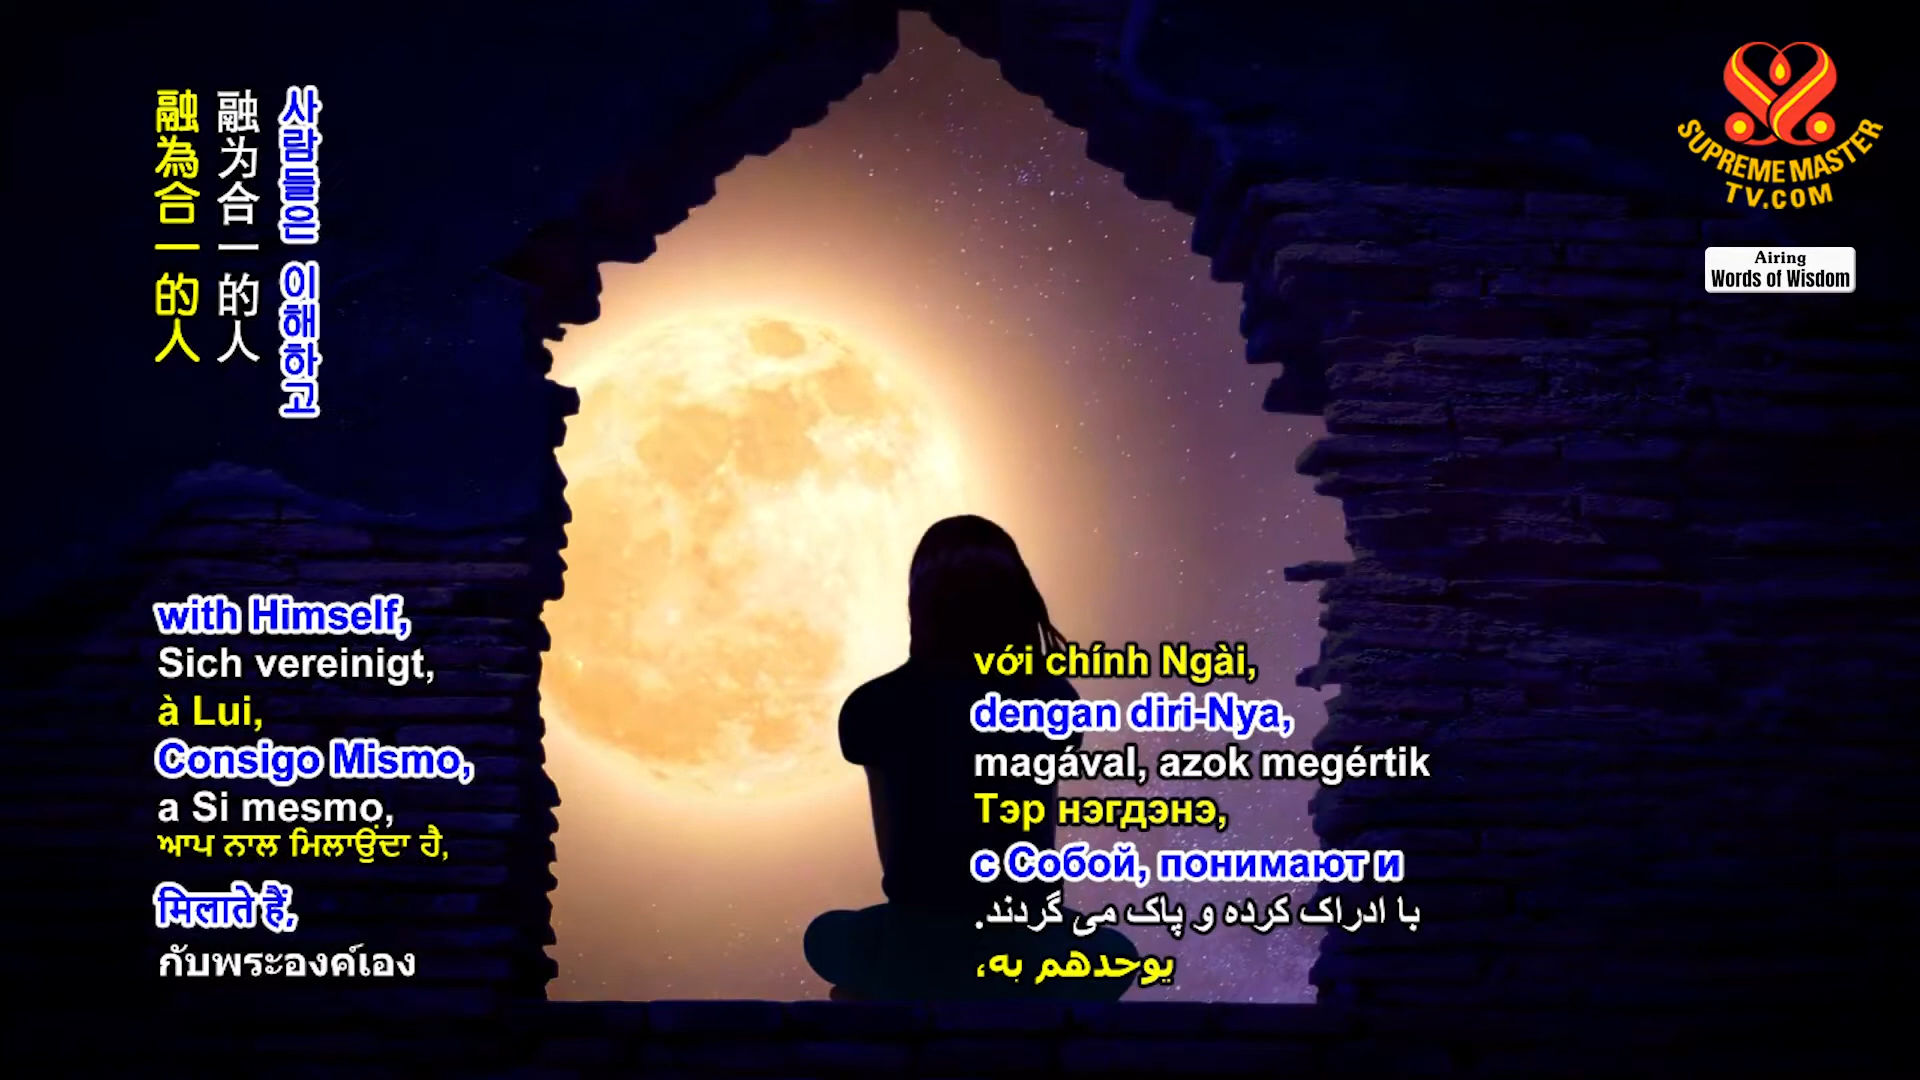 融為合一的人
融为合一的人
사람들은 이해하고
SUPREME MASTER
TV.COM
Airing
Words of Wisdom
with Himself,
Sich vereinigt,
à Lui,
Consigo Mismo,
a Si mesmo,
ਆਪ ਨਾਲ ਮਿਲਾਉਂਦਾ ਹੈ,
मिलाते हैं,
กับพระองค์เอง
với chính Ngài,
dengan diri-Nya,
magával, azok megértik
Тэр нэгдэнэ,
с Собой, понимают и
با ادراک کرده و پاک می گردند.
يوحدهم به،